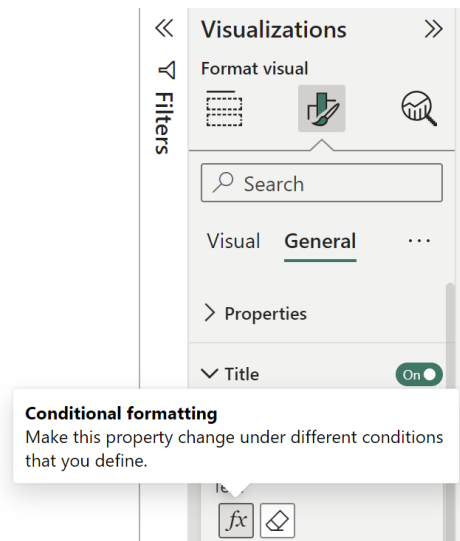 Visualizations
Format visual
Filters
Search
Visual General ...
Properties
Title On
Conditional formatting
Make this property change under different conditions
that you define.
fx